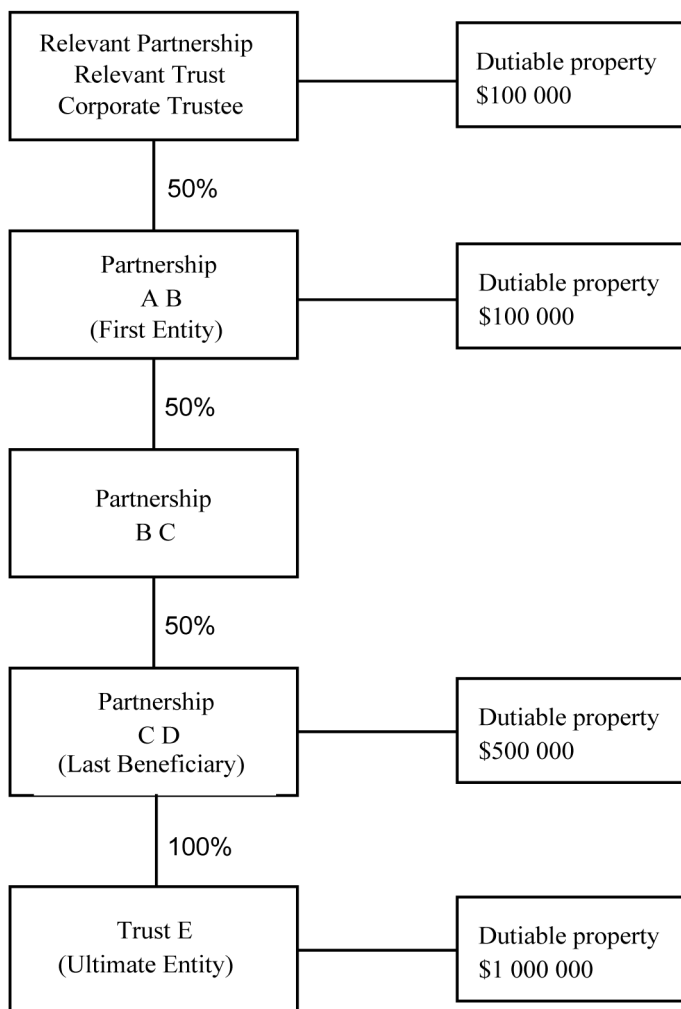 Relevant Partnership
Relevant Trust
Corporate Trustee
Dutiable property
$100 000
50%
Partnership
A B
(First Entity)
Dutiable property
$100 000
50%
Partnership
B C
50%
Partnership
C D
(Last Beneficiary)
Dutiable property
$500 000
100%
Trust E
(Ultimate Entity)
Dutiable property
$1 000 000